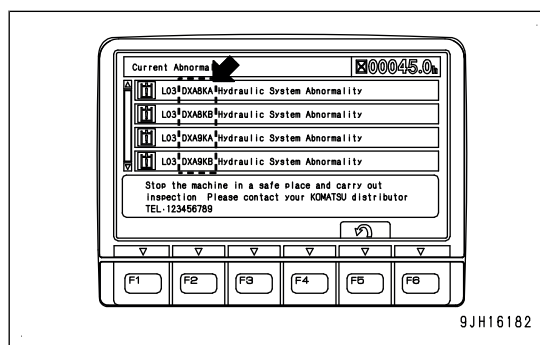 Current Abnorma
00045.0h
L03 DXA8KA Hydraulic System Abnormality
L03 DXA8KB Hydraulic System Abnormality
L03 DXA9KA Hydraulic System Abnormality
L03 DXA9KB Hydraulic System Abnormality
Stop the machine in a safe place and carry out
inspection Please contact your KOMATSU distributor
TEL·123456789
F1 F2 F3 F4 F5 F6
9JH16182